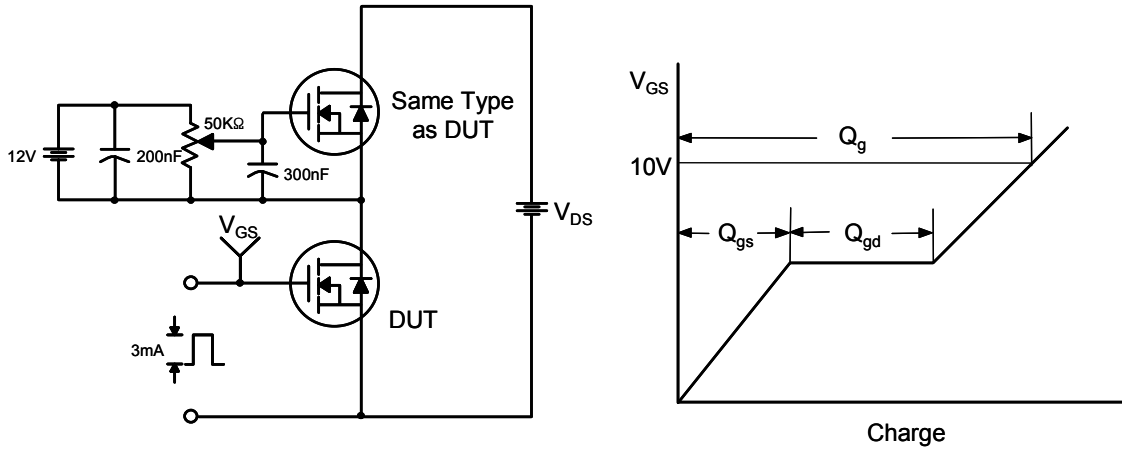 Same Type
as DUT
50KΩ
12V
200nF
300nF
V_DS
V_GS
DUT
3mA
V_GS
Q_g
10V
Q_gs
Q_gd
Charge